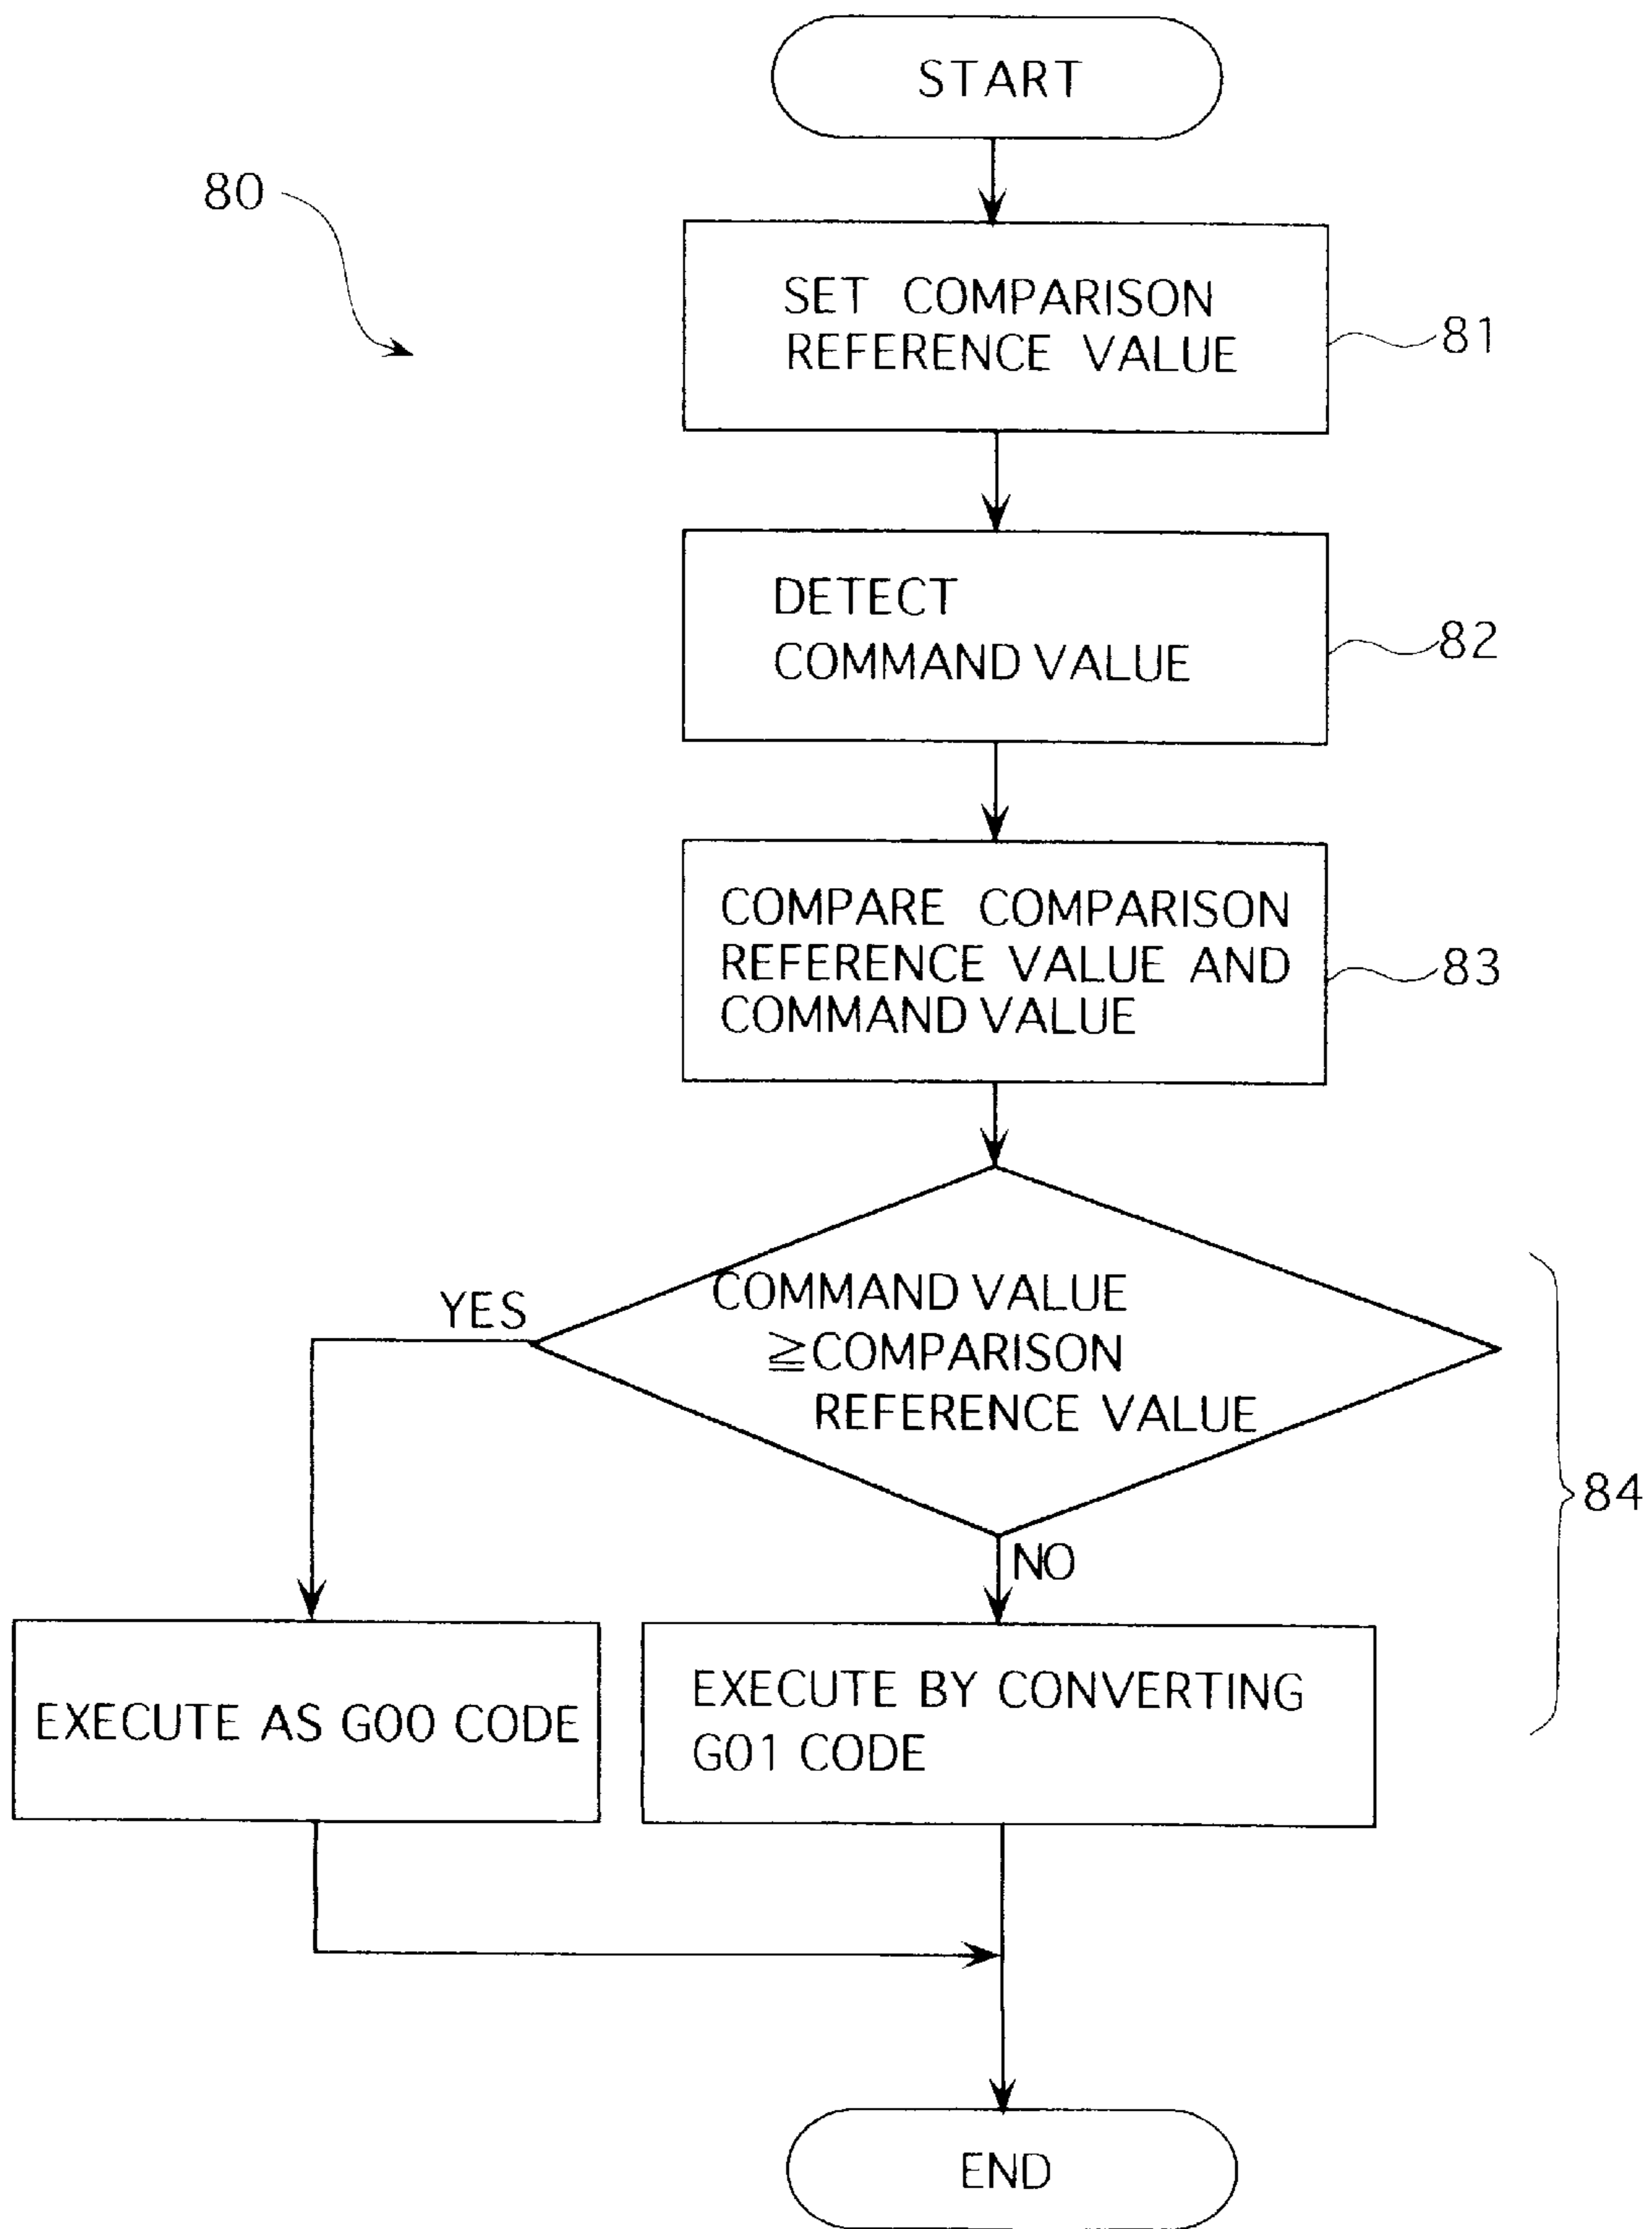 START
80
SET COMPARISON
REFERENCE VALUE
81
DETECT
COMMAND VALUE
82
COMPARE COMPARISON
REFERENCE VALUE AND
COMMAND VALUE
83
COMMAND VALUE
≧COMPARISON
REFERENCE VALUE
YES
NO
84
EXECUTE AS G00 CODE
EXECUTE BY CONVERTING
G01 CODE
END